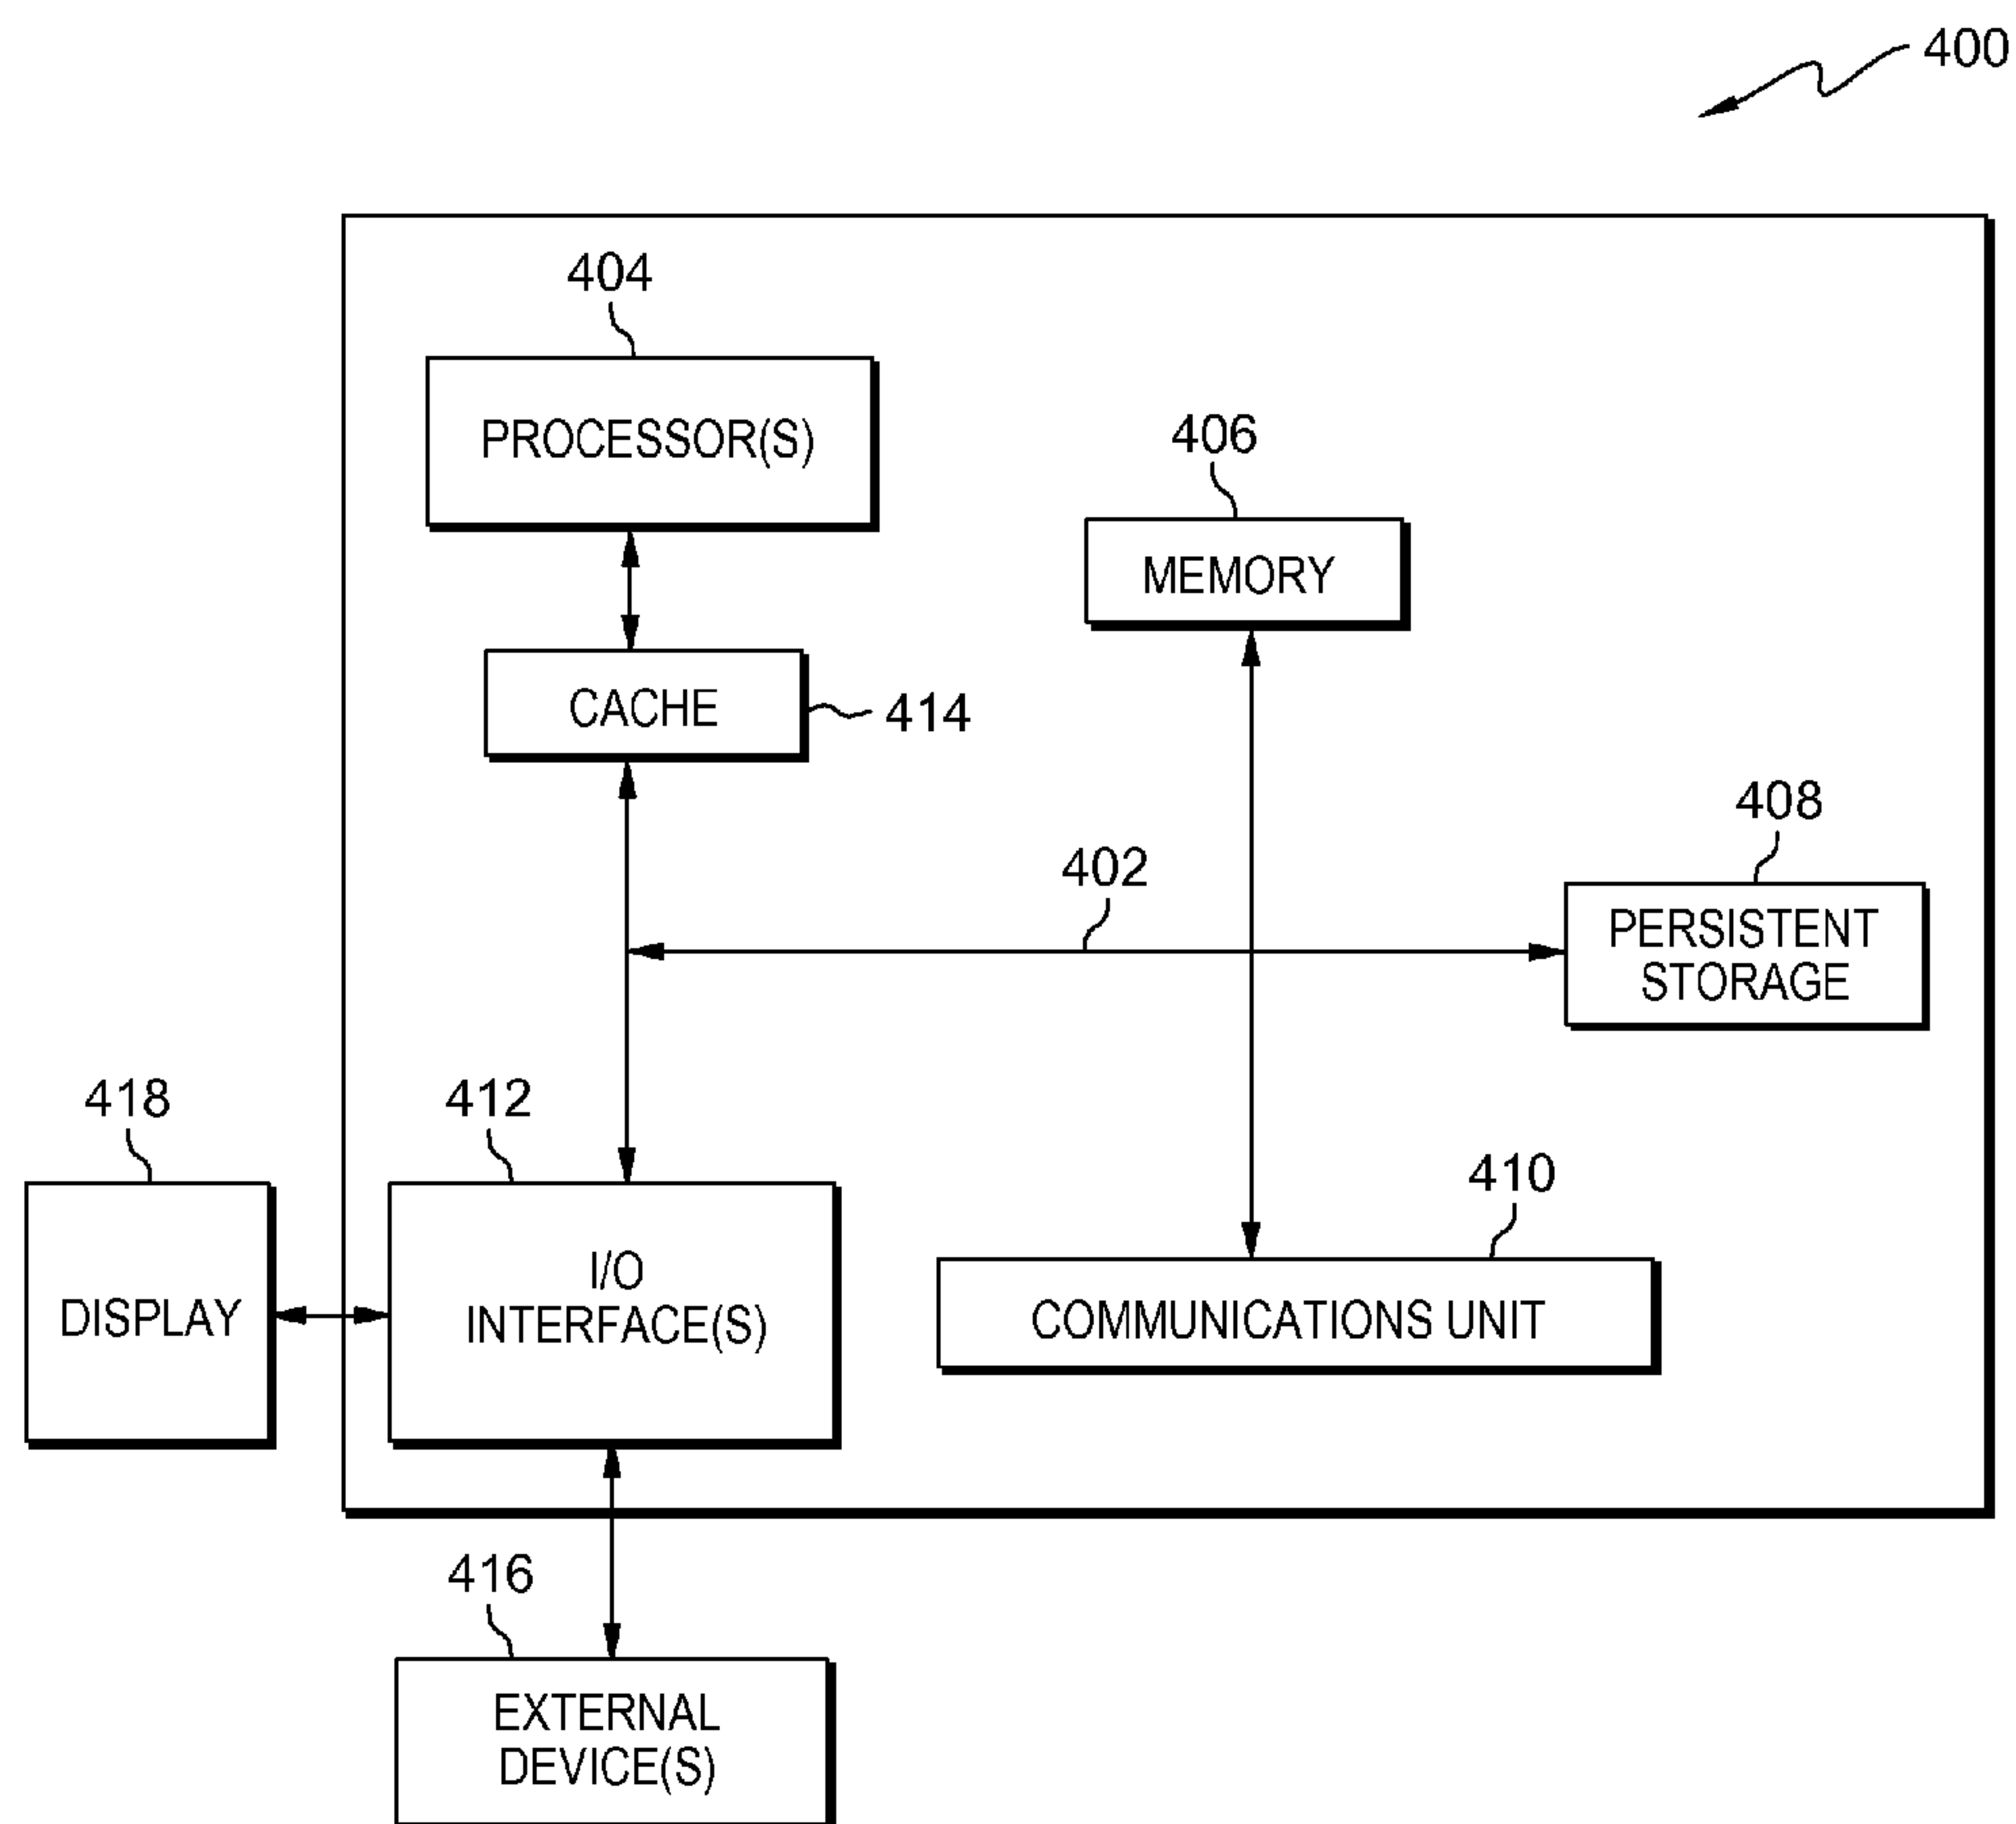 400
404
PROCESSOR(S)
406
MEMORY
CACHE
414
408
402
PERSISTENT
STORAGE
418
412
410
I/O
INTERFACE(S)
DISPLAY
COMMUNICATIONS UNIT
416
EXTERNAL
DEVICE(S)